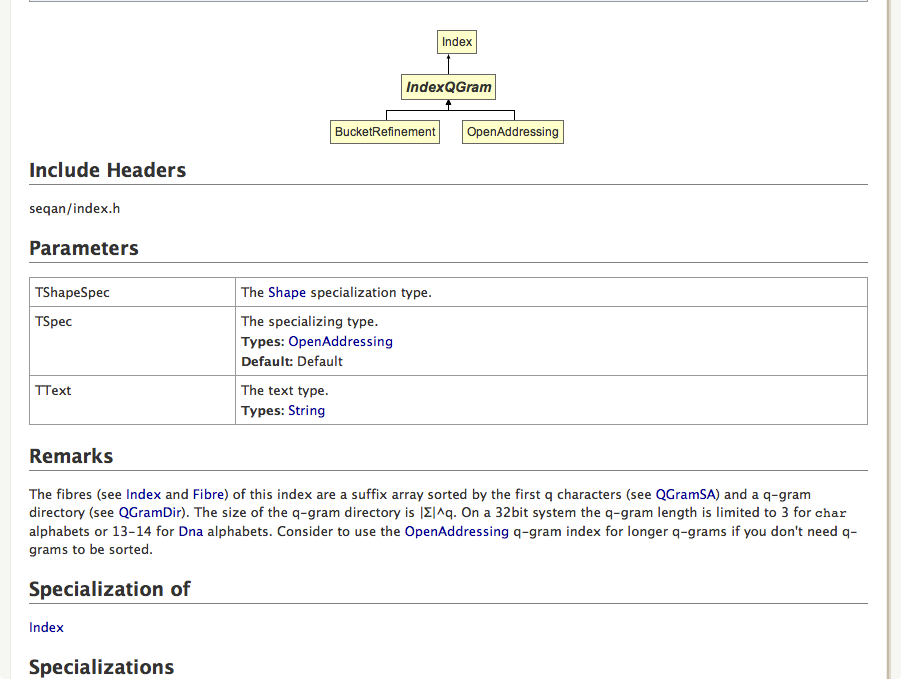 Index
IndexQGram
BucketRefinement OpenAddressing
Include Headers
seqan/index.h
Parameters
TShapeSpec The Shape specialization type.
TSpec The specializing type.
Types: OpenAddressing
Default: Default
TText The text type.
Types: String
Remarks
The fibres (see Index and Fibre) of this index are a suffix array sorted by the first q characters (see QGramSA) and a q-gram
directory (see QGramDir). The size of the q-gram directory is |Σ|^q. On a 32bit system the q-gram length is limited to 3 for char
alphabets or 13-14 for Dna alphabets. Consider to use the OpenAddressing q-gram index for longer q-grams if you don't need q-
grams to be sorted.
Specialization of
Index
Specializations